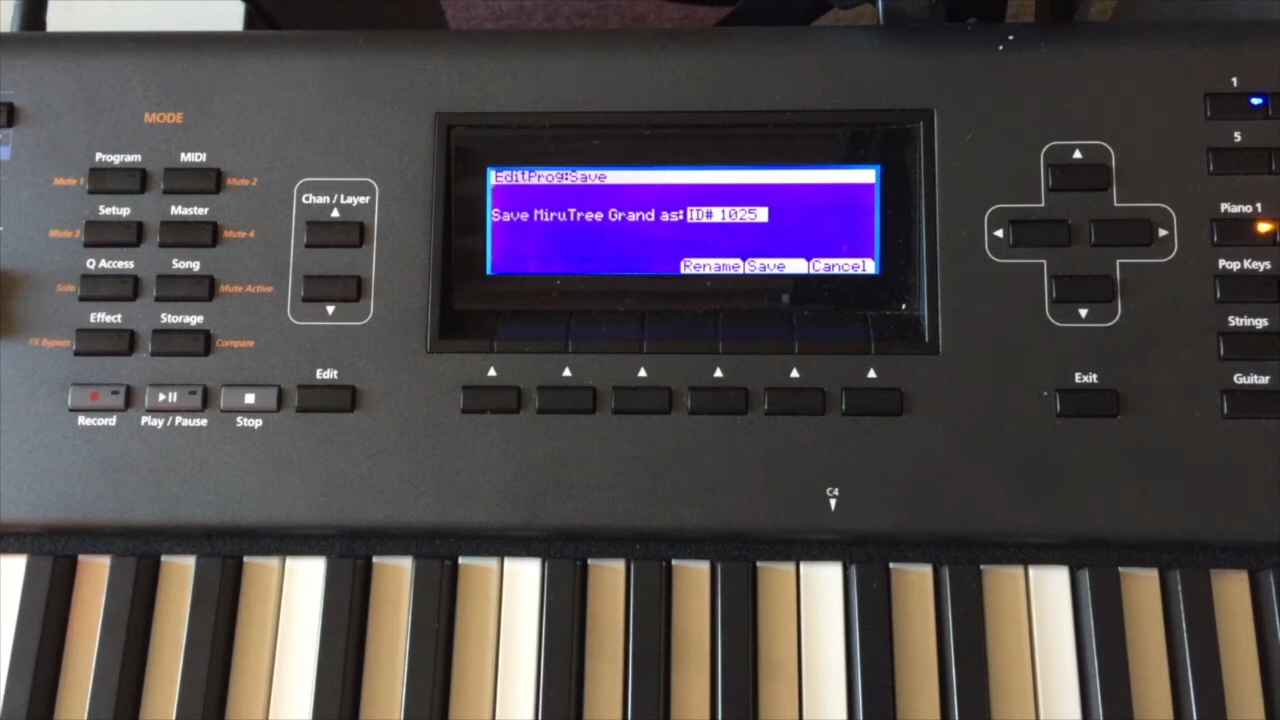 MODE
Program MIDI
Mute 1 Mute 2
Setup Master
Mute 3 Mute 4
Q Access Song
Solo Mute Active
Effect Storage
FX Bypass Compare
Record Play / Pause Stop
Edit
Chan / Layer
EditProg:Save
Save MiruTree Grand as: ID# 1025
Rename Save Cancel
Exit
C4
1
5
Piano 1
Pop Keys
Strings
Guitar